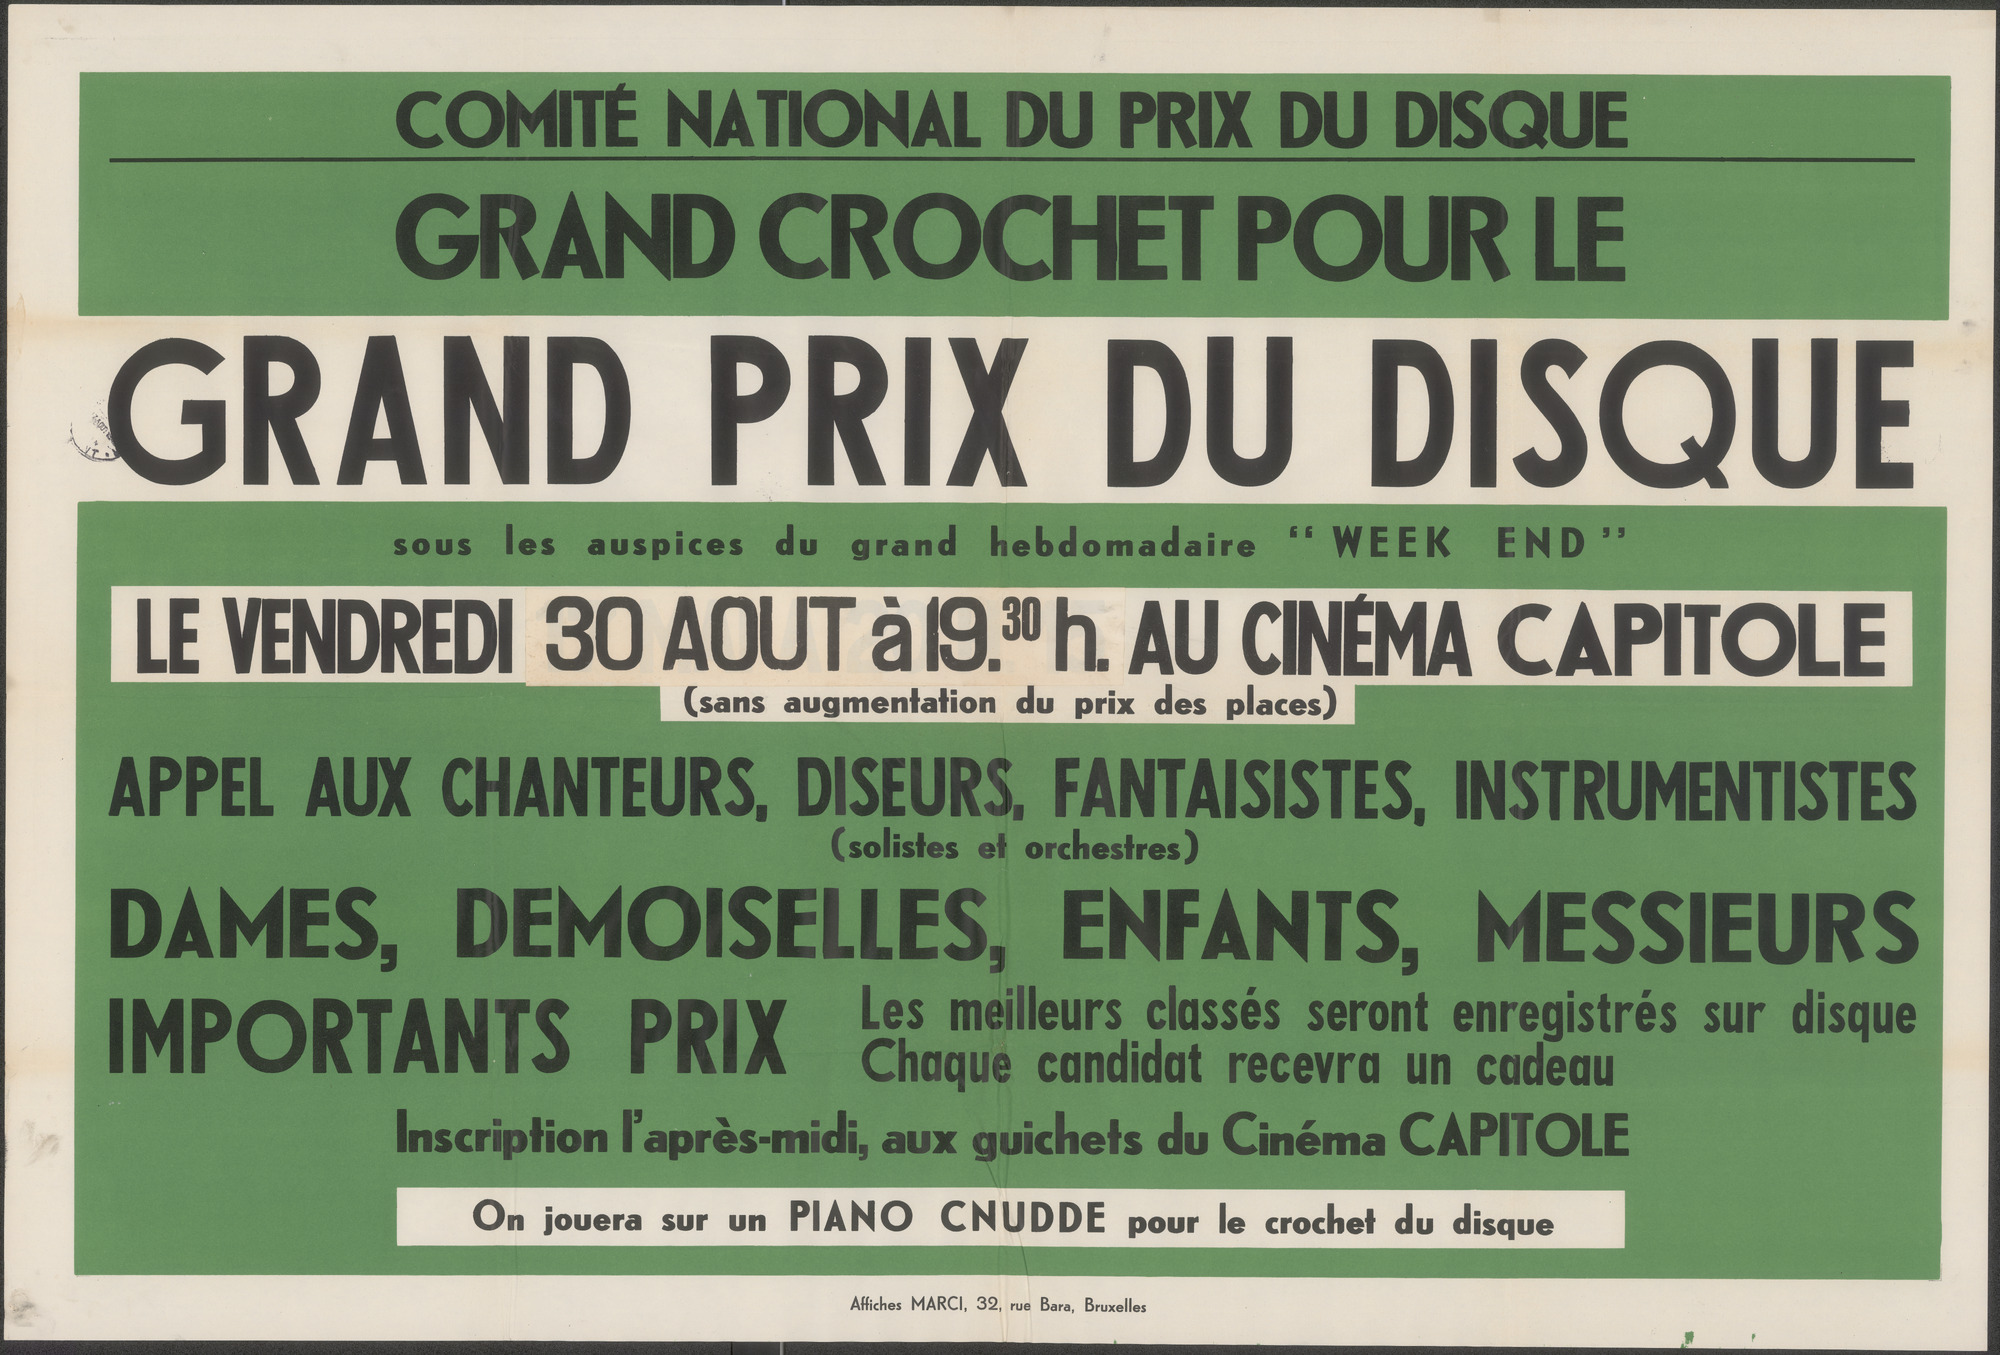 COMITÉ NATIONAL DU PRIX DU DISQUE
GRAND CROCHET POUR LE
GRAND PRIX DU DISQUE
sous les auspices du grand hebdomadaire “WEEK END”
LE VENDREDI 30 AOUT à 19.30 h. AU CINÉMA CAPITOLE
(sans augmentation du prix des places)
APPEL AUX CHANTEURS, DISEURS, FANTAISISTES, INSTRUMENTISTES
(solistes et orchestres)
DAMES, DEMOISELLES, ENFANTS, MESSIEURS
IMPORTANTS PRIX
Les meilleurs classés seront enregistrés sur disque
Chaque candidat recevra un cadeau
Inscription l'après-midi, aux guichets du Cinéma CAPITOLE
On jouera sur un PIANO CNUDDE pour le crochet du disque
Affiches MARCI, 32, rue Bara, Bruxelles